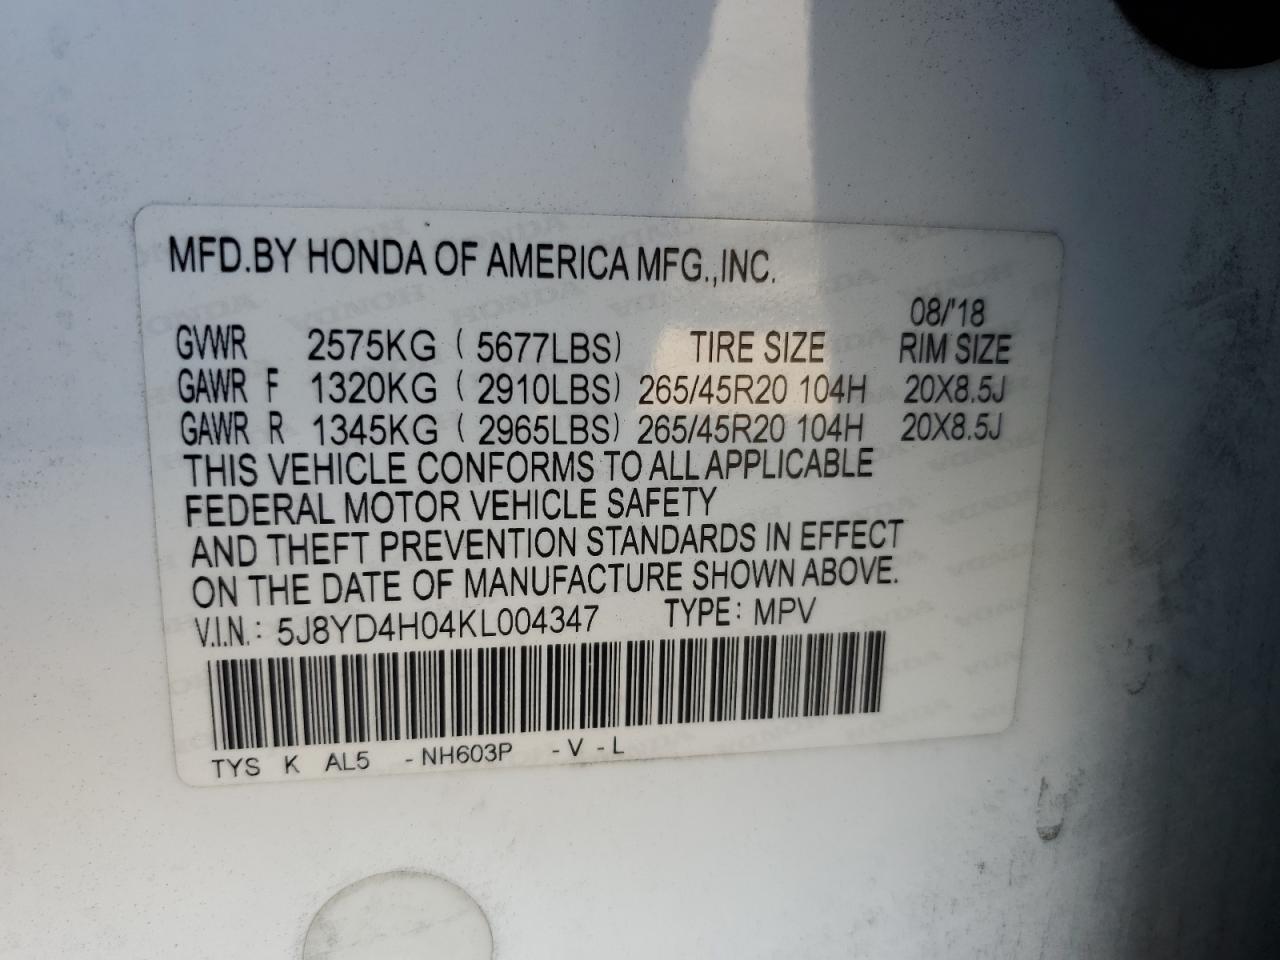 MFD.BY HONDA OF AMERICA MFG.,INC.
08/'18
GVWR 2575KG ( 5677LBS) TIRE SIZE RIM SIZE
GAWR F 1320KG ( 2910LBS) 265/45R20 104H 20X8.5J
GAWR R 1345KG ( 2965LBS) 265/45R20 104H 20X8.5J
THIS VEHICLE CONFORMS TO ALL APPLICABLE
FEDERAL MOTOR VEHICLE SAFETY
AND THEFT PREVENTION STANDARDS IN EFFECT
ON THE DATE OF MANUFACTURE SHOWN ABOVE.
V.I.N.: 5J8YD4H04KL004347 TYPE: MPV
TYS K AL5 -NH603P -V -L